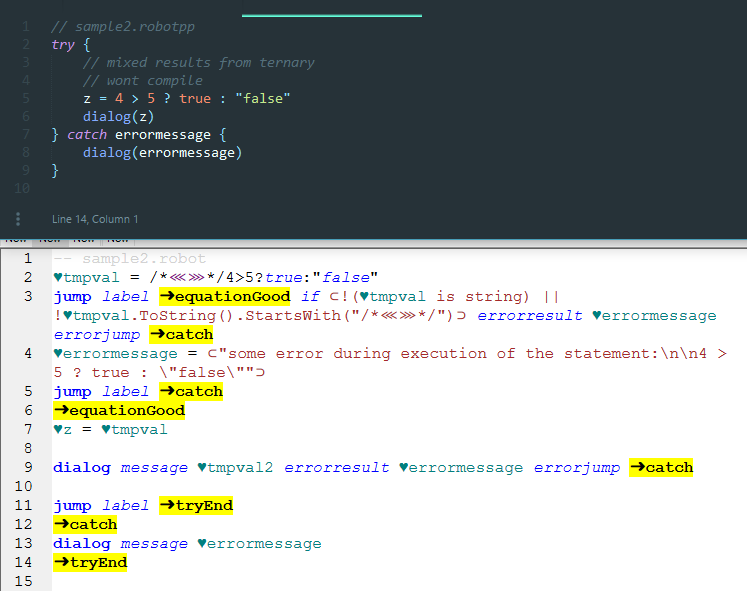 1 // sample2.robotpp
2 try {
3 // mixed results from ternary
4 // wont compile
5 z = 4 > 5 ? true : "false"
6 dialog(z)
7 } catch errormessage {
8 dialog(errormessage)
9 }
10
Line 14, Column 1
1 -- sample2.robot
2 ♥tmpval = /*⋘⋙*/4>5?true:"false"
3 jump label ➜equationGood if ⊂!(♥tmpval is string) ||
!♥tmpval.ToString().StartsWith("/*⋘⋙*/")⊃ errorresult ♥errormessage
errorjump ➜catch
4 ♥errormessage = ⊂"some error during execution of the statement:\n\n4 >
5 ? true : \"false\""⊃
5 jump label ➜catch
6 ➜equationGood
7 ♥z = ♥tmpval
8
9 dialog message ♥tmpval2 errorresult ♥errormessage errorjump ➜catch
10
11 jump label ➜tryEnd
12 ➜catch
13 dialog message ♥errormessage
14 ➜tryEnd
15